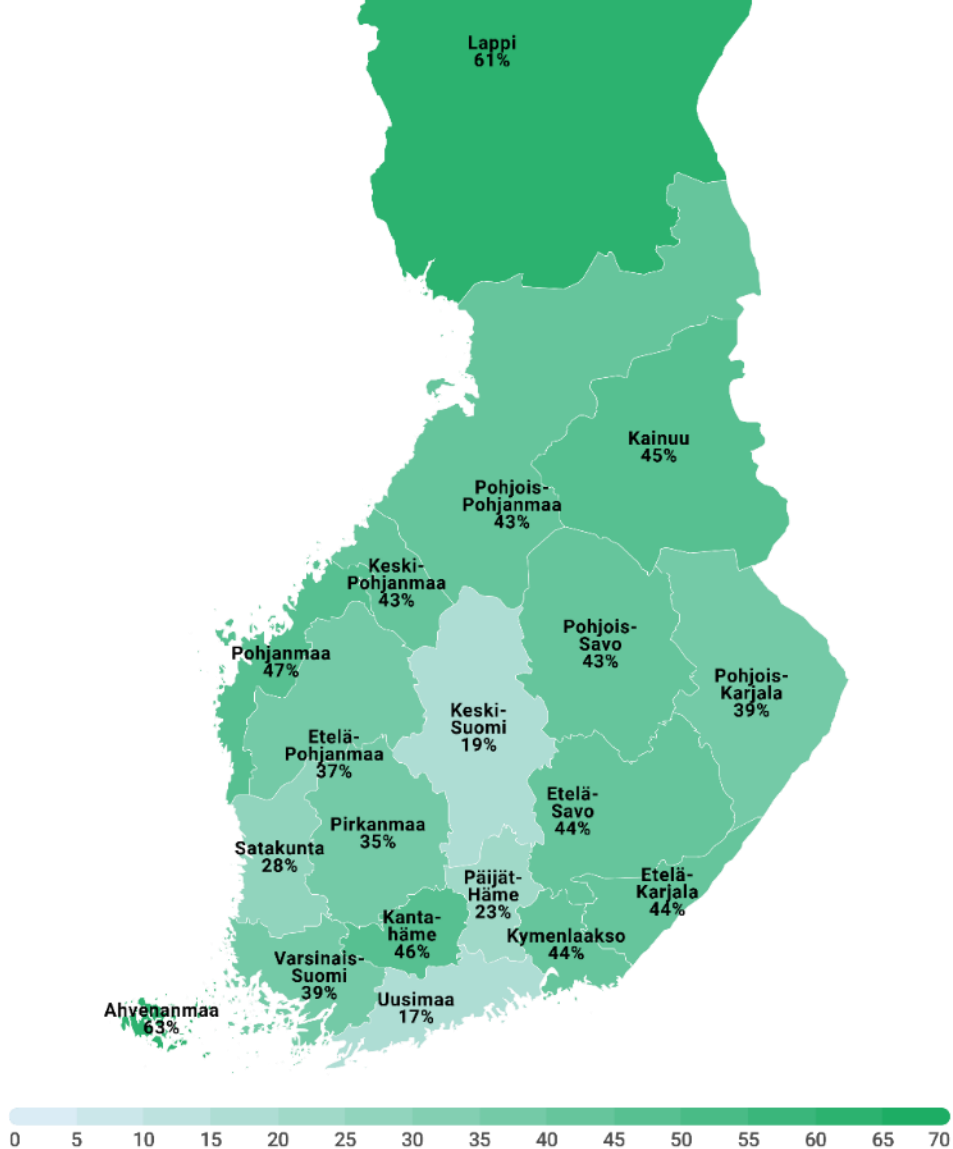 Lappi
61%
Kainuu
45%
Pohjois-
Pohjanmaa
43%
Keski-
Pohjanmaa
43%
Pohjois-
Savo
43%
Pohjanmaa
47%
Pohjois-
Karjala
39%
Keski-
Suomi
19%
Etelä-
Pohjanmaa
37%
Etelä-
Savo
44%
Pirkanmaa
35%
Satakunta
28%
Päijät-
Häme
23%
Etelä-
Karjala
44%
Kanta-
häme
46%
Kymenlaakso
44%
Varsinais-
Suomi
39%
Uusimaa
17%
Ahvenanmaa
63%
0 5 10 15 20 25 30 35 40 45 50 55 60 65 70